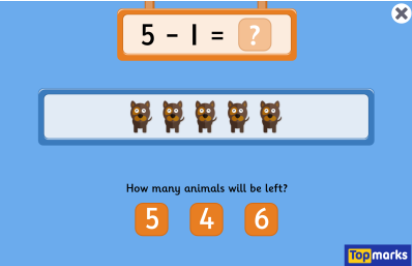 5 - 1 = ?
How many animals will be left?
5 4 6
Topmarks